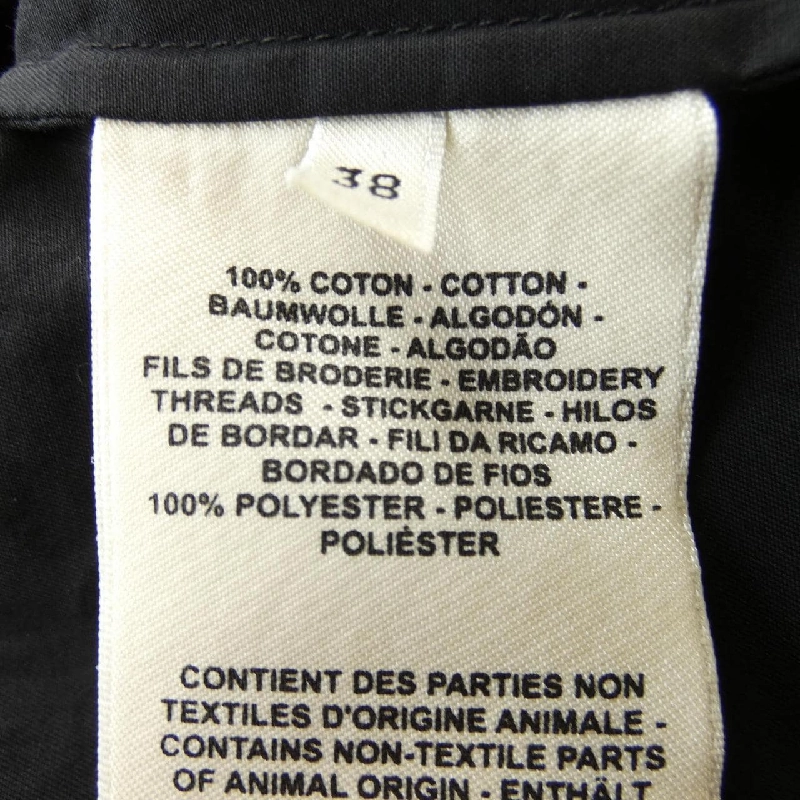 38
100% COTON - COTTON -
BAUMWOLLE - ALGODÓN -
COTONE - ALGODÃO
FILS DE BRODERIE - EMBROIDERY
THREADS - STICKGARNE - HILOS
DE BORDAR - FILI DA RICAMO -
BORDADO DE FIOS
100% POLYESTER - POLIESTERE -
POLIÉSTER
CONTIENT DES PARTIES NON
TEXTILES D'ORIGINE ANIMALE -
CONTAINS NON-TEXTILE PARTS
OF ANIMAL ORIGIN - ENTHÄLT